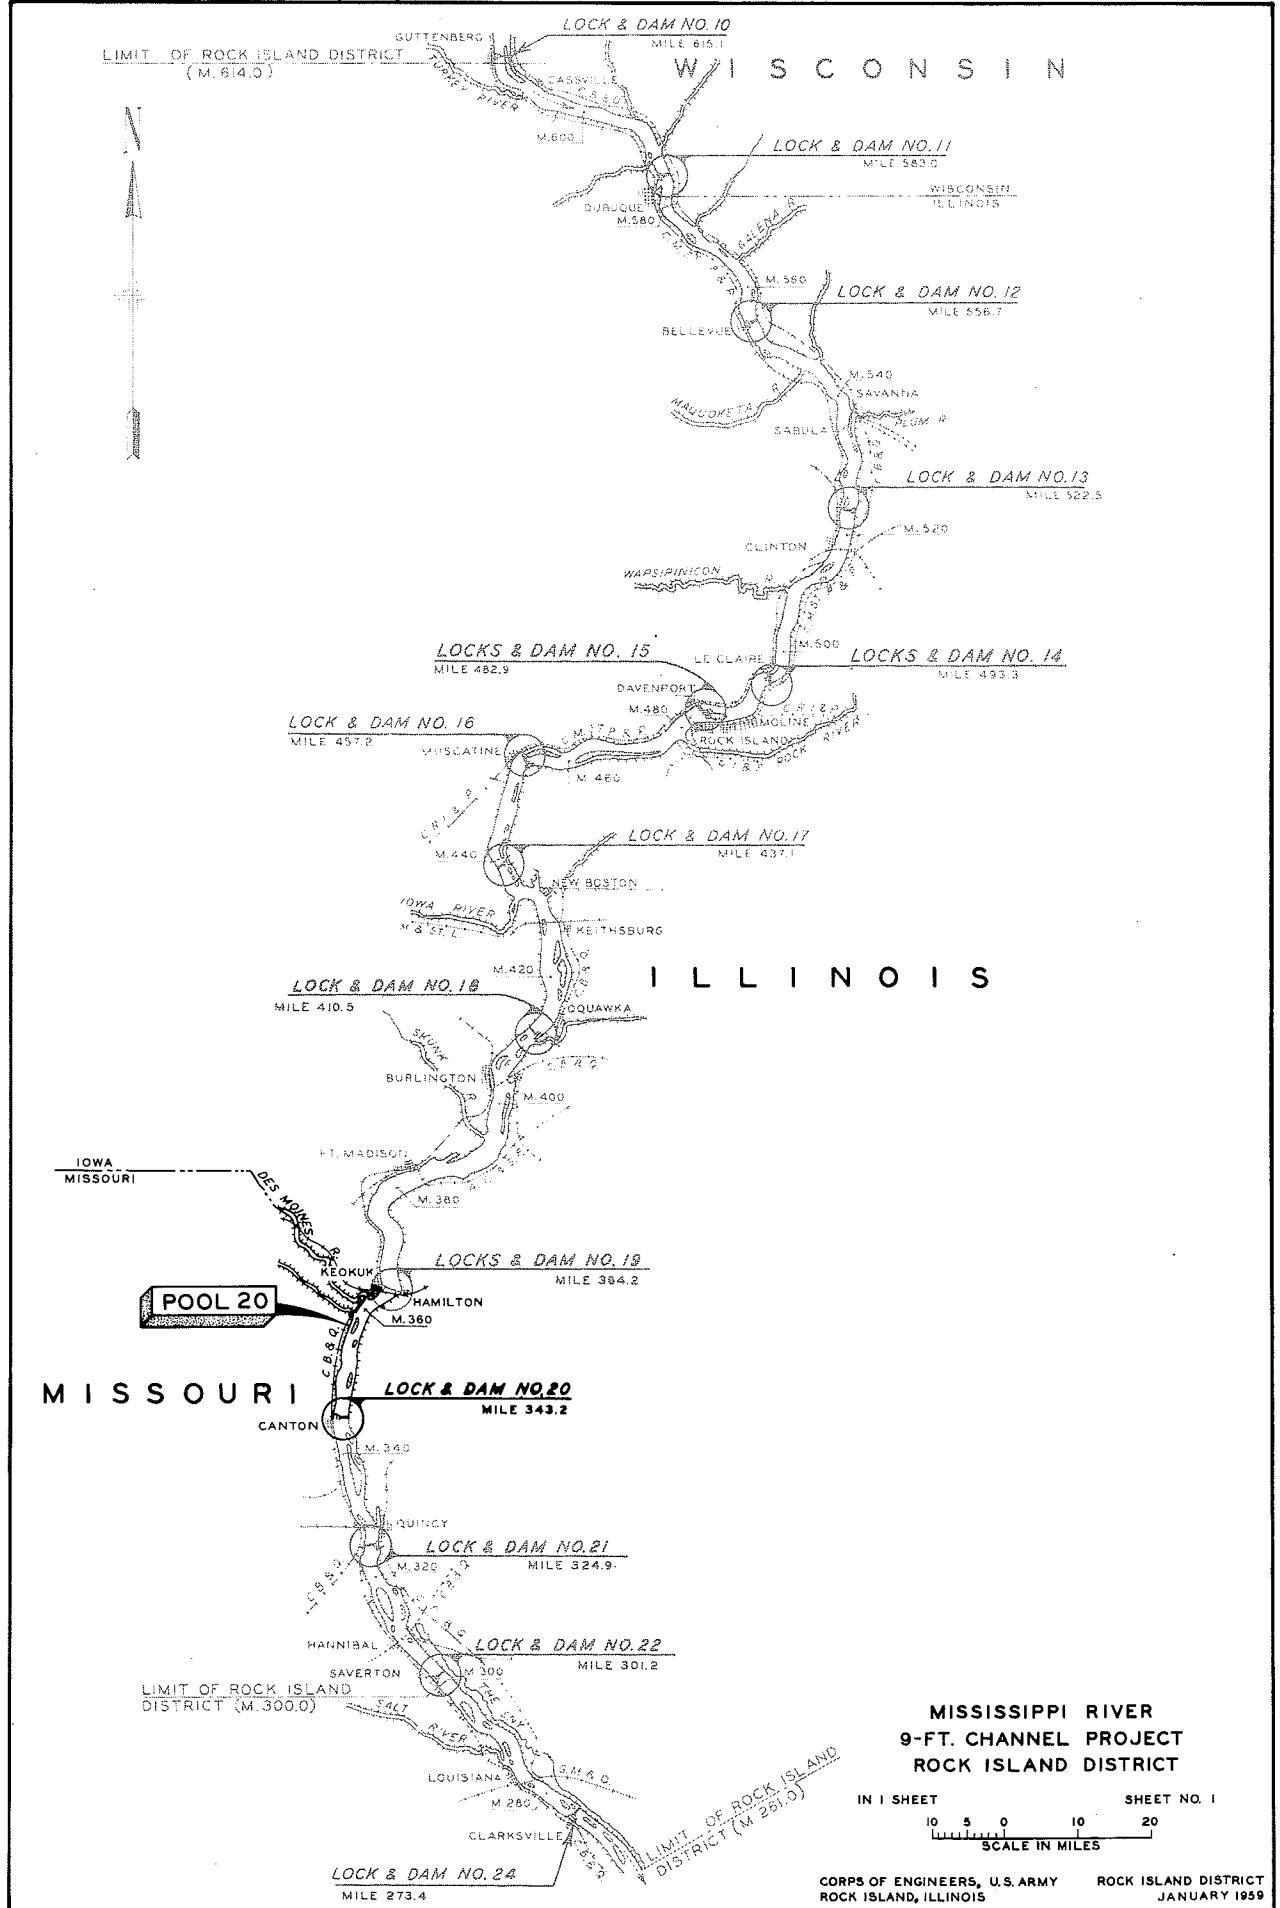 LOCK & DAM NO. 10
MILE 615.1
GUTTENBERG
LIMIT OF ROCK ISLAND DISTRICT
(M. 614.0)
WISCONSIN
CASSVILLE
TURKEY RIVER
C.B.&Q.
M.600
N
LOCK & DAM NO. 11
MILE 583.0
WISCONSIN
ILLINOIS
DUBUQUE
M.580
GALENA R.
M.560
LOCK & DAM NO. 12
MILE 556.7
BELLEVUE
M.540
SAVANNA
MAQUOKETA R.
PLUM R.
SABULA
LOCK & DAM NO. 13
MILE 522.5
M.520
CLINTON
WAPSIPINICON R.
M.500
LOCKS & DAM NO. 15
MILE 482.9
LE CLAIRE
LOCKS & DAM NO. 14
MILE 493.3
DAVENPORT
M.480
C.R.I.& P.
MOLINE
ROCK ISLAND
ROCK RIVER
LOCK & DAM NO. 16
MILE 457.2
MUSCATINE
M.460
C.R.I.& P.
LOCK & DAM NO. 17
MILE 437.1
M.440
NEW BOSTON
IOWA RIVER
M & ST. L.
KEITHSBURG
M.420
C.B.& Q.
ILLINOIS
LOCK & DAM NO. 18
MILE 410.5
OQUAWKA
SKUNK R.
C.B.& Q.
BURLINGTON
M.400
FT. MADISON
IOWA
MISSOURI
M.380
DES MOINES R.
LOCKS & DAM NO. 19
MILE 364.2
KEOKUK
HAMILTON
POOL 20
M.360
C.B.& Q.
MISSOURI
LOCK & DAM NO. 20
MILE 343.2
CANTON
M.340
QUINCY
LOCK & DAM NO. 21
MILE 324.9
M.320
C.B.& Q.
HANNIBAL
LOCK & DAM NO. 22
MILE 301.2
SAVERTON
M 300
LIMIT OF ROCK ISLAND
DISTRICT (M.300.0)
SALT RIVER
THE SNY
LOUISIANA
G.M.& O.
M 280
CLARKSVILLE
C.B.& Q.
LIMIT OF ROCK ISLAND
DISTRICT (M 261.0)
LOCK & DAM NO. 24
MILE 273.4
MISSISSIPPI RIVER
9-FT. CHANNEL PROJECT
ROCK ISLAND DISTRICT
IN 1 SHEET SHEET NO. 1
10 5 0 10 20
SCALE IN MILES
CORPS OF ENGINEERS, U.S. ARMY ROCK ISLAND DISTRICT
ROCK ISLAND, ILLINOIS JANUARY 1959